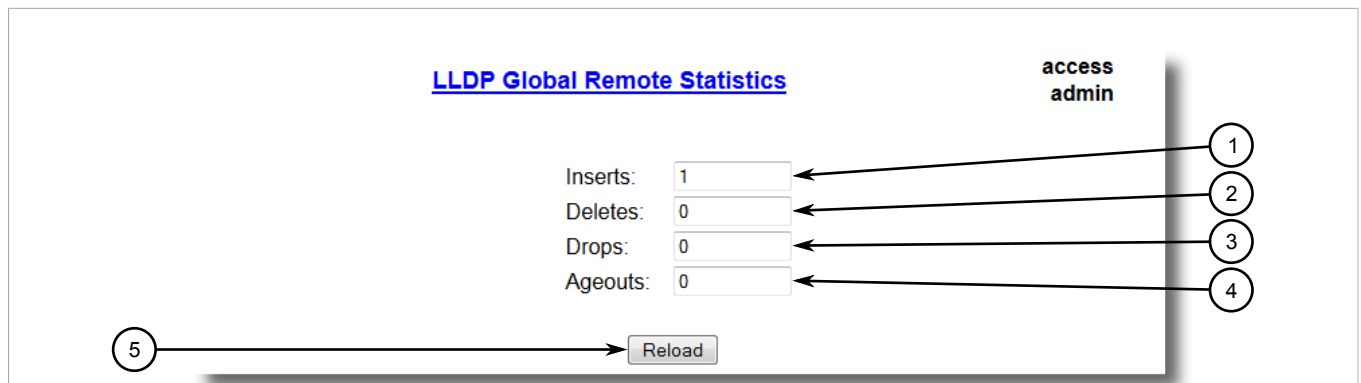 LLDP Global Remote Statistics
access
admin
Inserts: 1
Deletes: 0
Drops: 0
Ageouts: 0
Reload
1
2
3
4
5